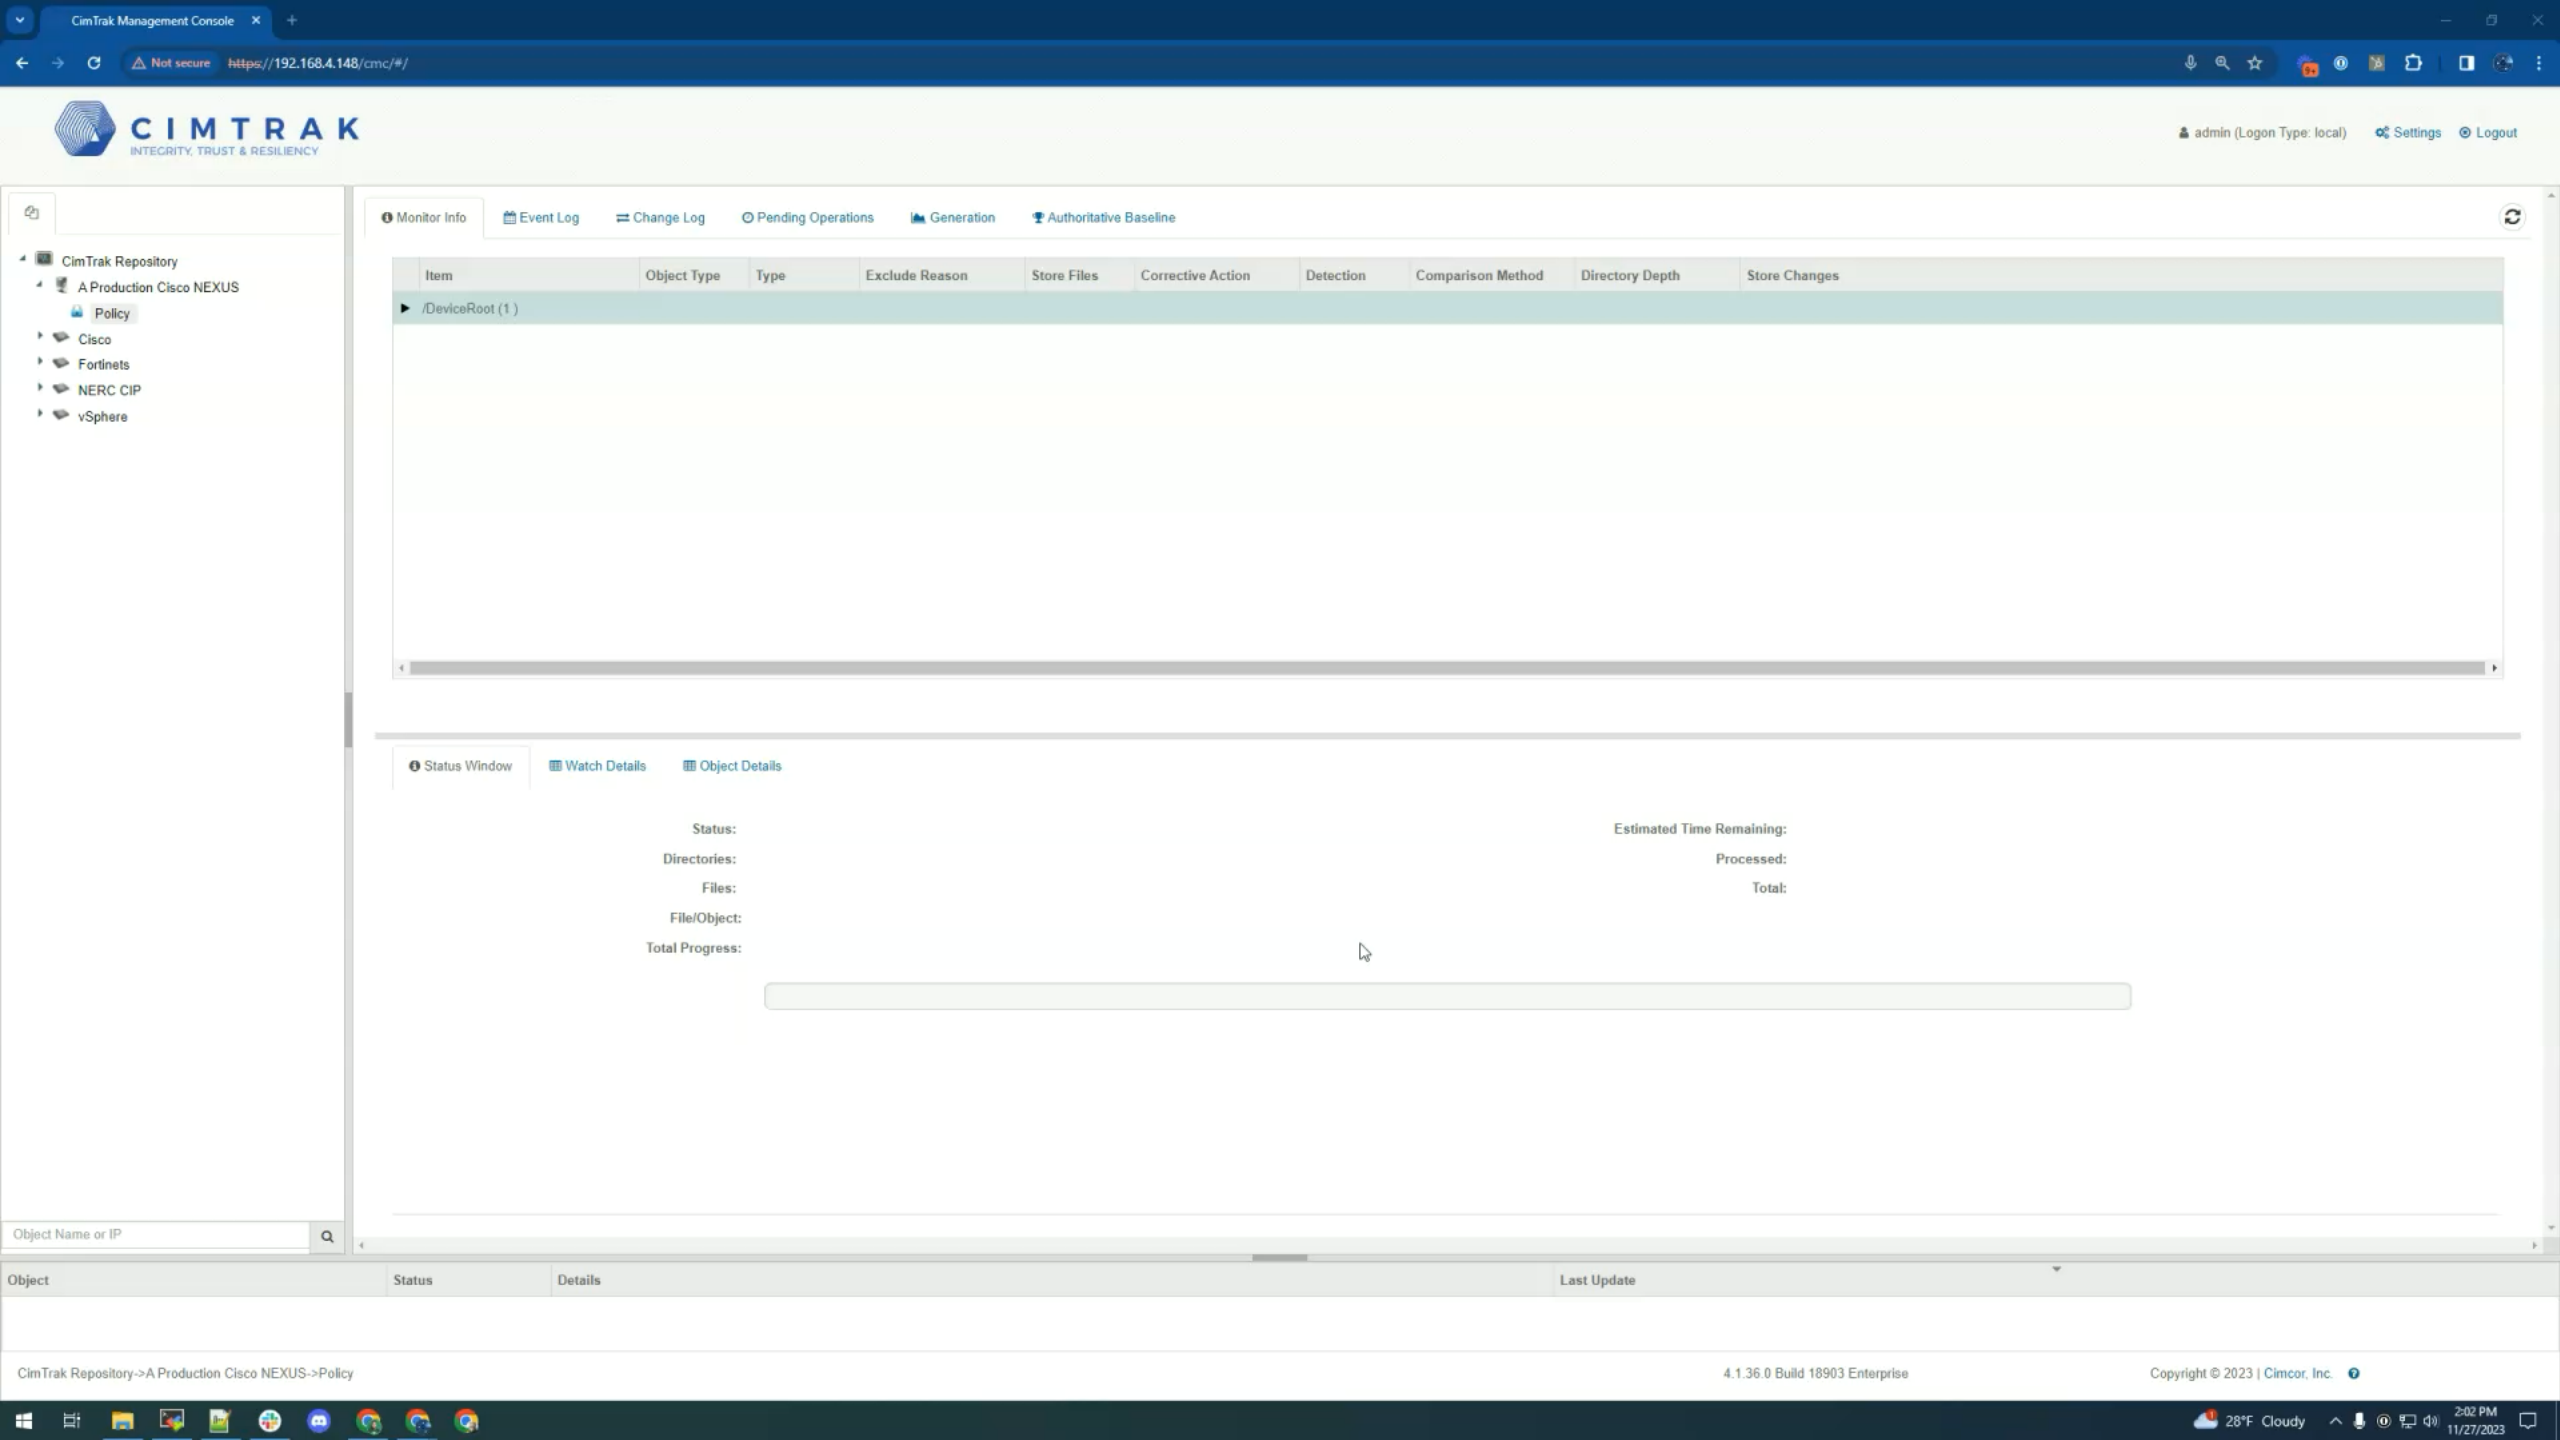 CimTrak Management Console
Not secure https://192.168.4.148/cmc/#/
9+
CIMTRAK
INTEGRITY, TRUST & RESILIENCY
admin (Logon Type: local) Settings Logout
Monitor Info Event Log Change Log Pending Operations Generation Authoritative Baseline
CimTrak Repository
A Production Cisco NEXUS
Policy
Cisco
Fortinets
NERC CIP
vSphere
Item Object Type Type Exclude Reason Store Files Corrective Action Detection Comparison Method Directory Depth Store Changes
/DeviceRoot (1 )
Status Window Watch Details Object Details
Status: Estimated Time Remaining:
Directories: Processed:
Files: Total:
File/Object:
Total Progress:
Object Name or IP
Object Status Details Last Update
CimTrak Repository->A Production Cisco NEXUS->Policy 4.1.36.0 Build 18903 Enterprise Copyright © 2023 | Cimcor, Inc.
28°F Cloudy 2:02 PM
11/27/2023